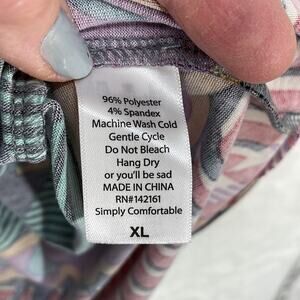 96% Polyester
4% Spandex
Machine Wash Cold
Gentle Cycle
Do Not Bleach
Hang Dry
or you'll be sad
MADE IN CHINA
RN#142161
Simply Comfortable
XL